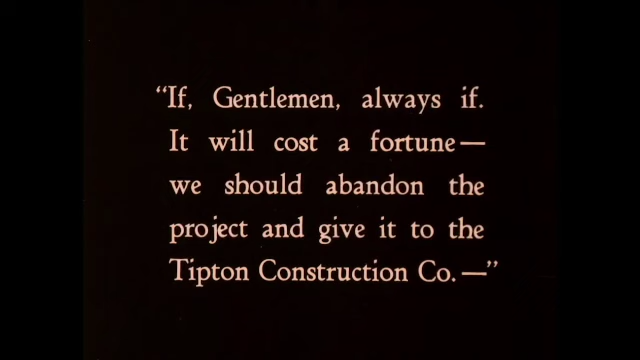 “If, Gentlemen, always if.
It will cost a fortune—
we should abandon the
project and give it to the
Tipton Construction Co.—”